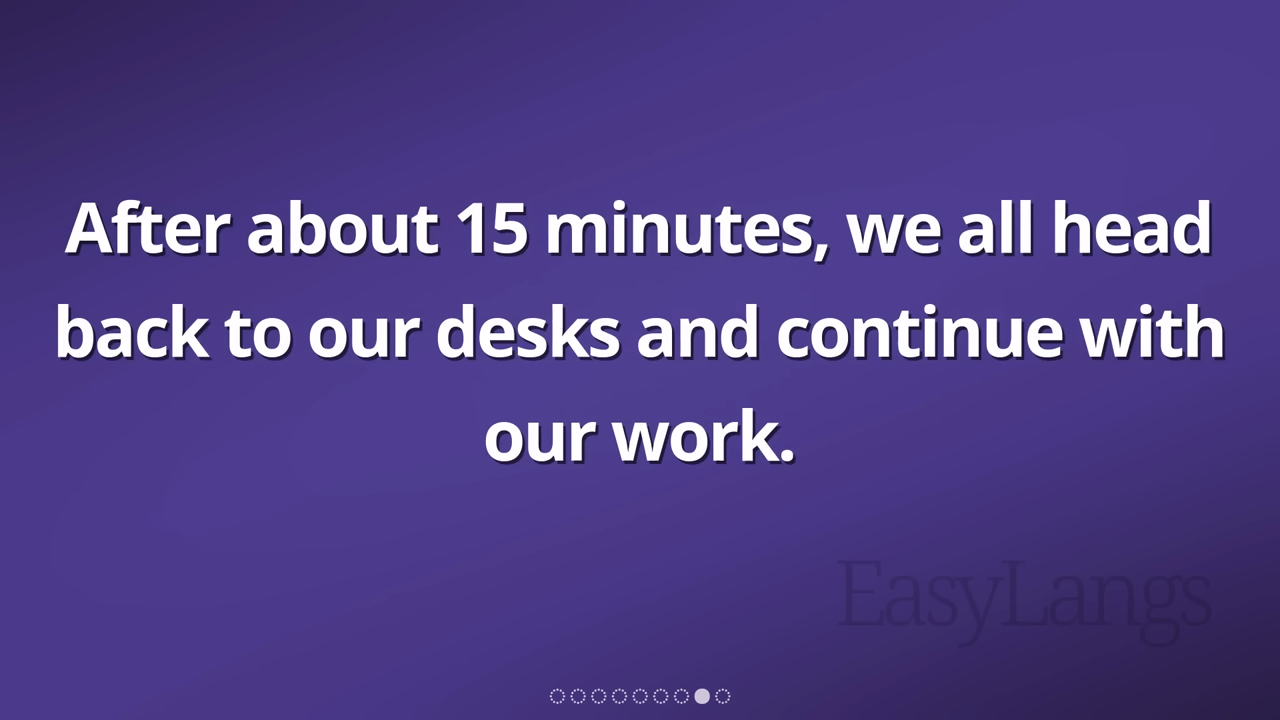 After about 15 minutes, we all head
back to our desks and continue with
our work.
EasyLangs